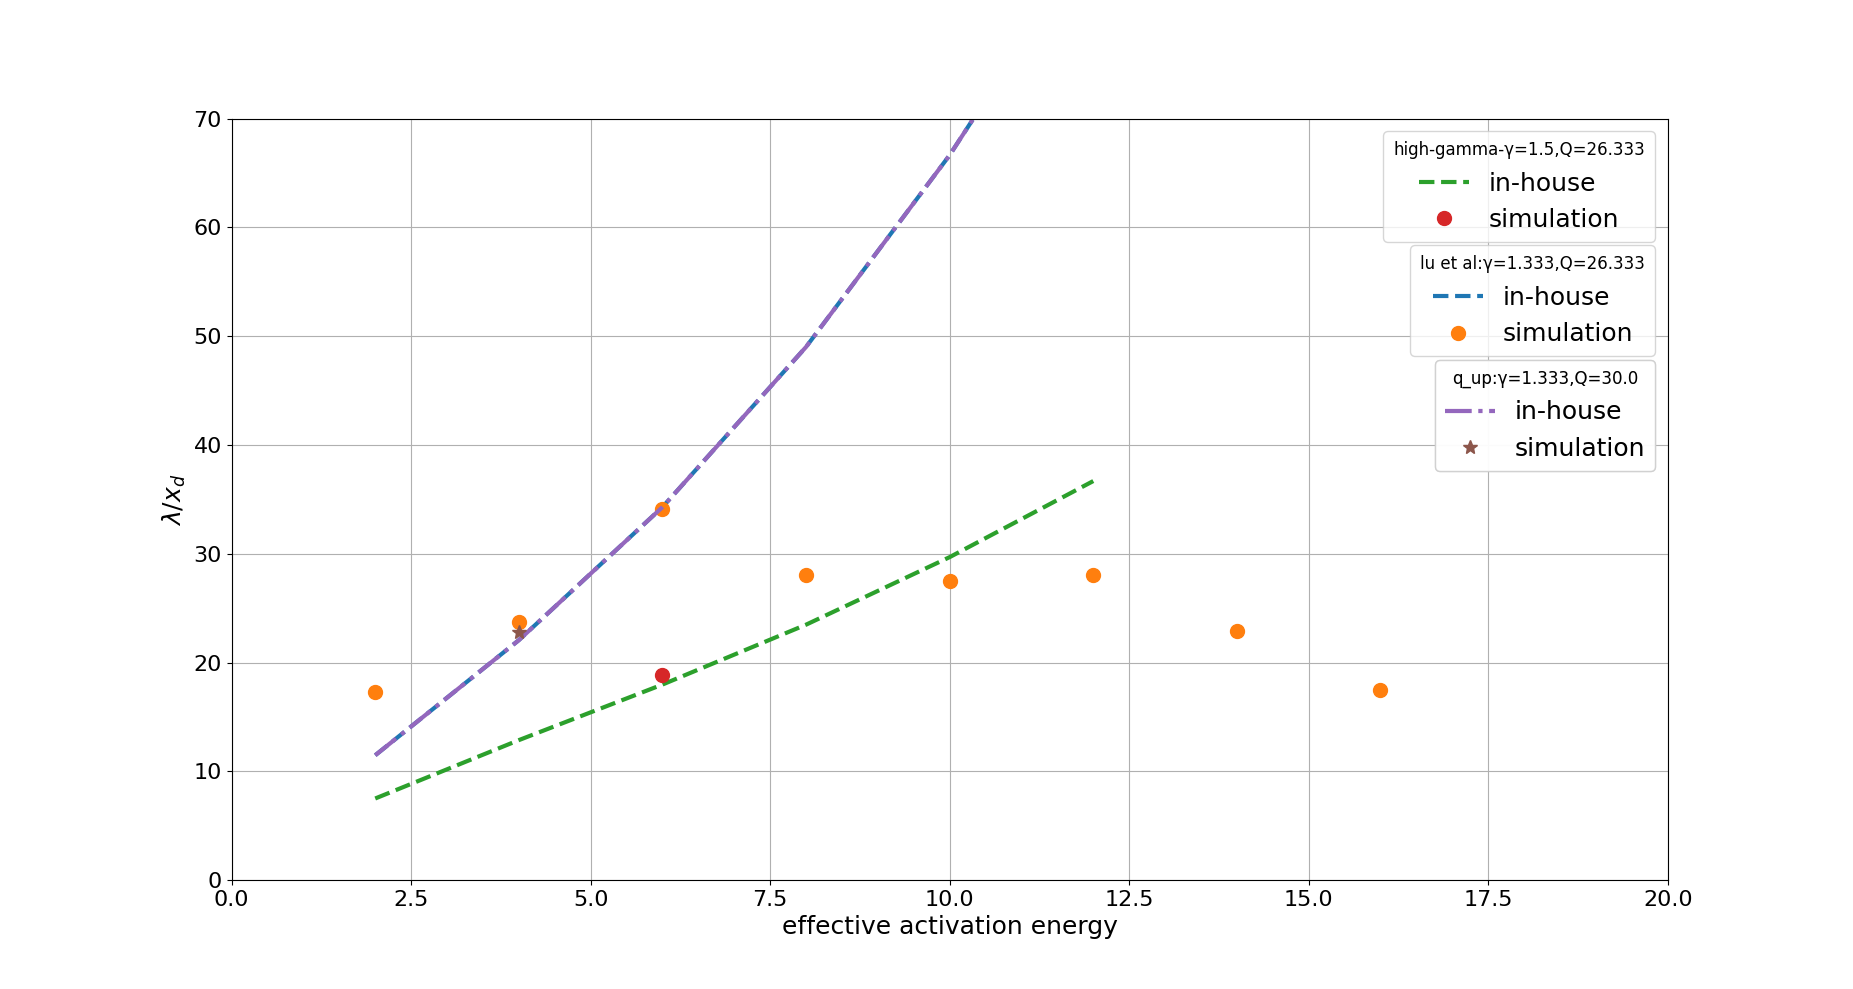 70
60
50
40
30
20
10
0
λ/x_d
0.0 2.5 5.0 7.5 10.0 12.5 15.0 17.5 20.0
effective activation energy
high-gamma-γ=1.5,Q=26.333
in-house
simulation
lu et al:γ=1.333,Q=26.333
in-house
simulation
q_up:γ=1.333,Q=30.0
in-house
simulation